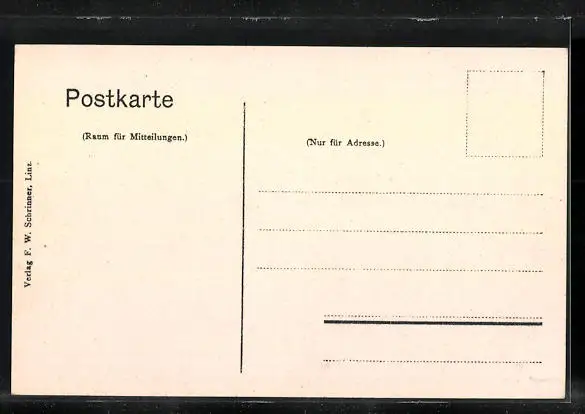 Postkarte
(Raum für Mitteilungen.)
(Nur für Adresse.)
Verlag F. W. Schrinner, Linz.